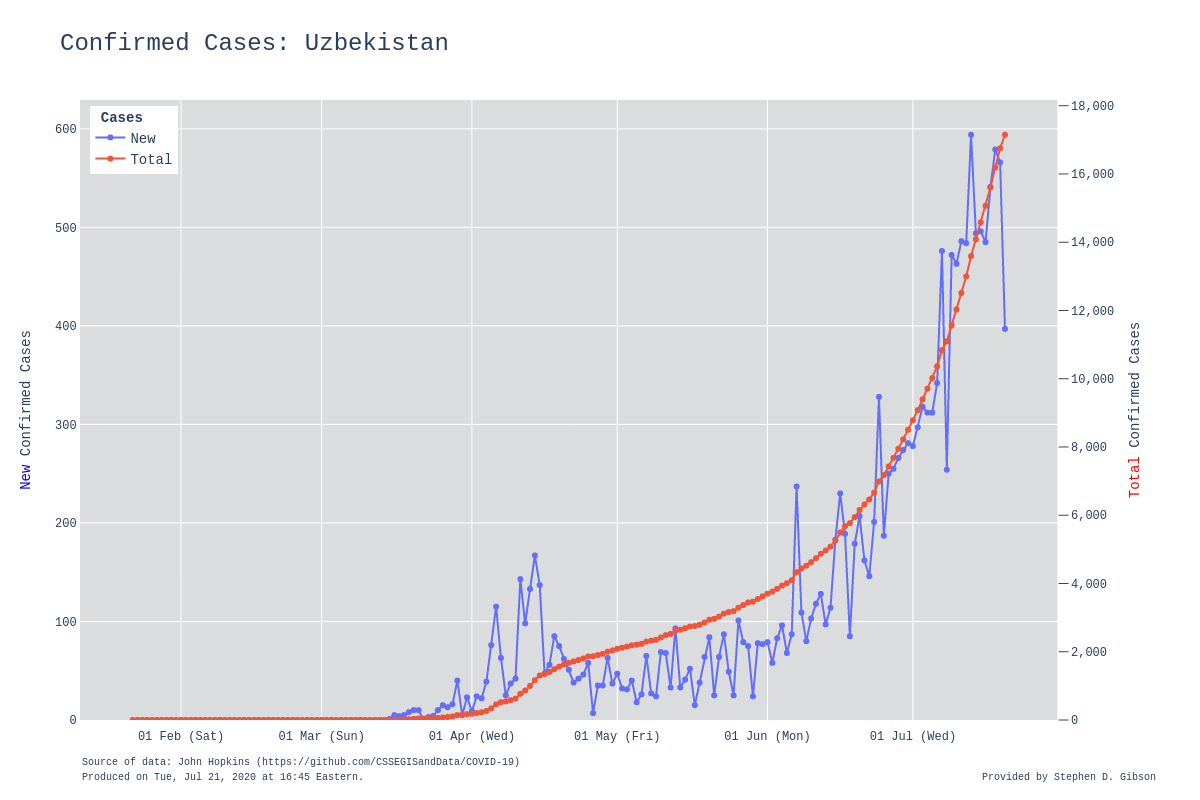 Confirmed Cases: Uzbekistan
Cases
New
Total
600
500
400
300
200
100
0
18,000
16,000
14,000
12,000
10,000
8,000
6,000
4,000
2,000
0
New Confirmed Cases
Total Confirmed Cases
01 Feb (Sat)
01 Mar (Sun)
01 Apr (Wed)
01 May (Fri)
01 Jun (Mon)
01 Jul (Wed)
Source of data: John Hopkins (https://github.com/CSSEGISandData/COVID-19)
Produced on Tue, Jul 21, 2020 at 16:45 Eastern.
Provided by Stephen D. Gibson